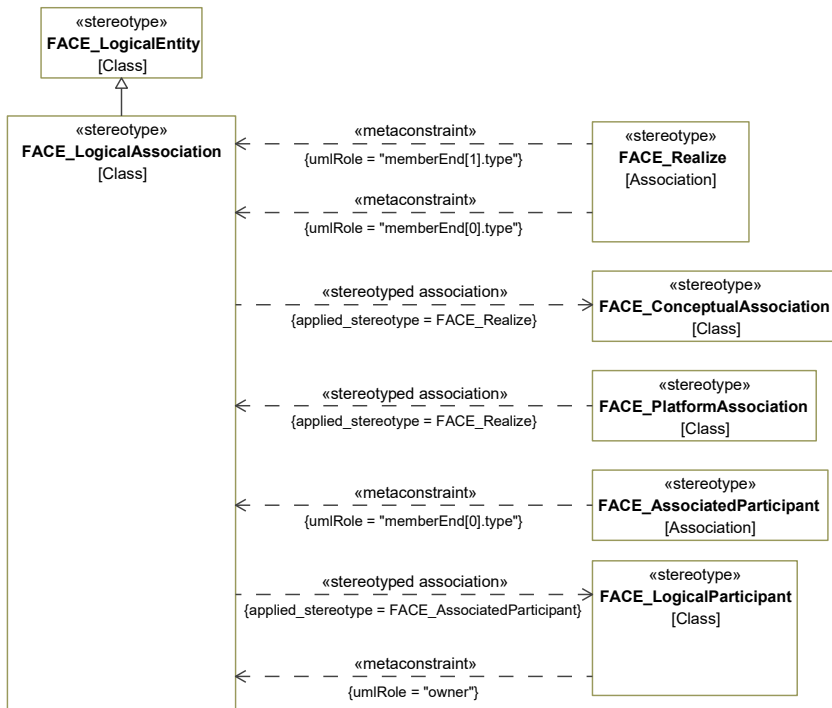 «stereotype»
FACE_LogicalEntity
[Class]
«stereotype»
FACE_LogicalAssociation
[Class]
«metaconstraint»
{umlRole = "memberEnd[1].type"}
«stereotype»
FACE_Realize
[Association]
«metaconstraint»
{umlRole = "memberEnd[0].type"}
«stereotyped association»
{applied_stereotype = FACE_Realize}
«stereotype»
FACE_ConceptualAssociation
[Class]
«stereotyped association»
{applied_stereotype = FACE_Realize}
«stereotype»
FACE_PlatformAssociation
[Class]
«metaconstraint»
{umlRole = "memberEnd[0].type"}
«stereotype»
FACE_AssociatedParticipant
[Association]
«stereotyped association»
{applied_stereotype = FACE_AssociatedParticipant}
«stereotype»
FACE_LogicalParticipant
[Class]
«metaconstraint»
{umlRole = "owner"}